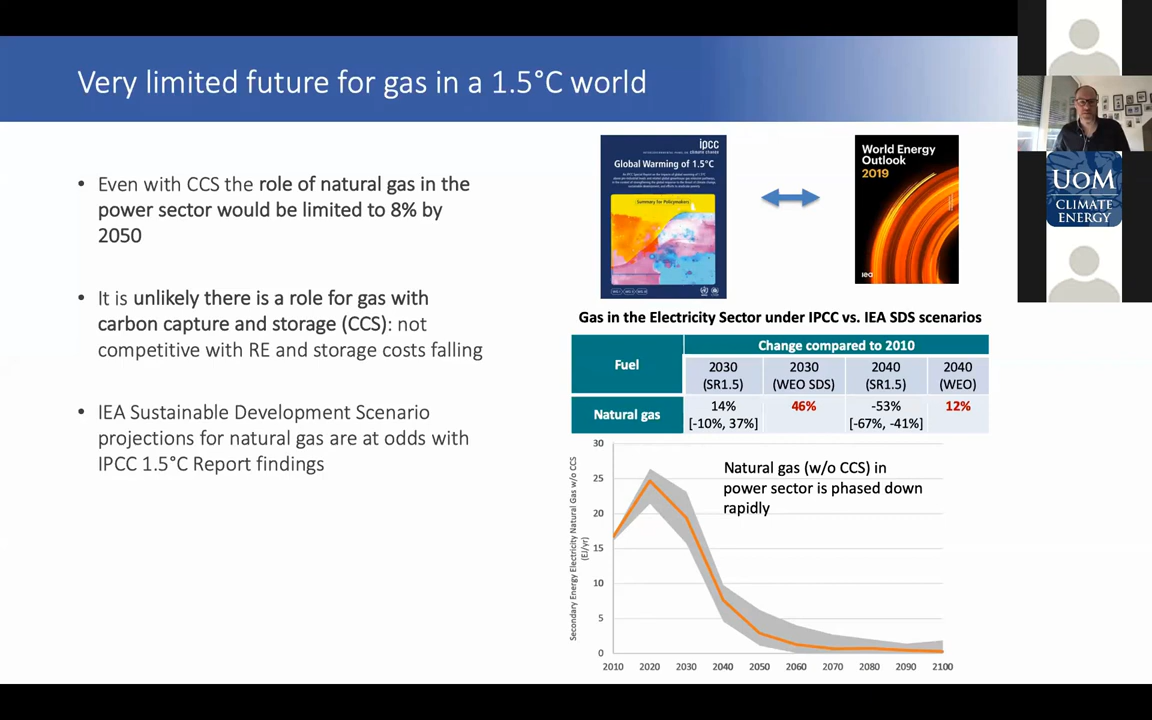 Very limited future for gas in a 1.5°C world
• Even with CCS the role of natural gas in the
power sector would be limited to 8% by
2050
• It is unlikely there is a role for gas with
carbon capture and storage (CCS): not
competitive with RE and storage costs falling
• IEA Sustainable Development Scenario
projections for natural gas are at odds with
IPCC 1.5°C Report findings
ipcc
climate change
Global Warming of 1.5°C
Summary for Policymakers
World Energy
Outlook
2019
iea
Gas in the Electricity Sector under IPCC vs. IEA SDS scenarios
Fuel
Change compared to 2010
2030 2030 2040 2040
(SR1.5) (WEO SDS) (SR1.5) (WEO)
Natural gas
14% 46% -53% 12%
[-10%, 37%] [-67%, -41%]
Secondary Energy Electricity Natural Gas w/o CCS
(EJ/yr)
30
25
20
15
10
5
0
Natural gas (w/o CCS) in
power sector is phased down
rapidly
2010 2020 2030 2040 2050 2060 2070 2080 2090 2100
UOM
CLIMATE
ENERGY